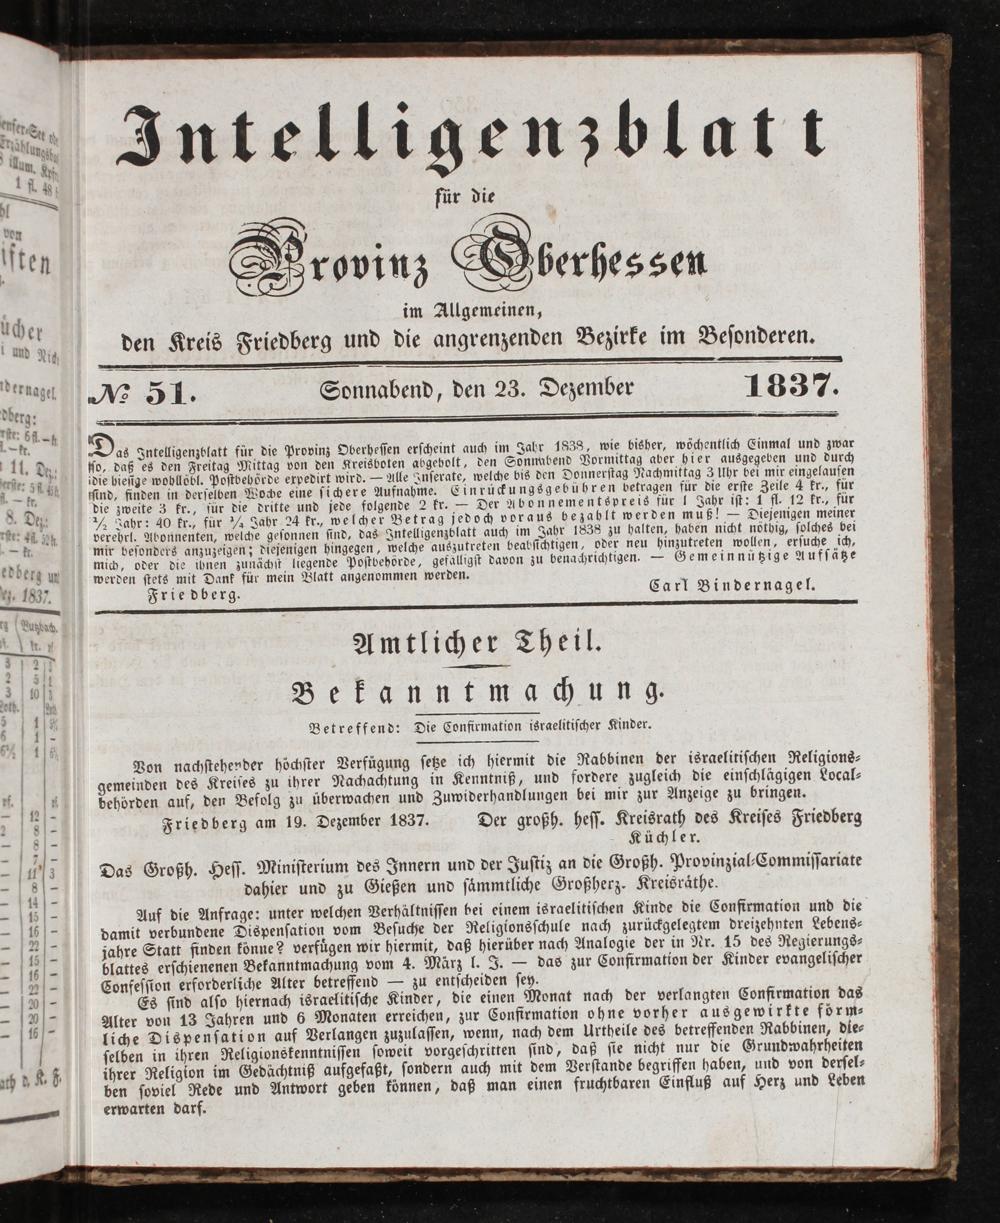 Intelligenzblatt
für die
Provinz Oberhessen
im Allgemeinen,
den Kreis Friedberg und die angrenzenden Bezirke im Besonderen.
№ 51. Sonnabend, den 23. Dezember 1837.
Das Intelligenzblatt für die Provinz Oberhessen erscheint auch im Jahr 1838, wie bisher, wöchentlich Einmal und zwar
so, daß es den Freitag Mittag von den Kreisboten abgeholt, den Sonnabend Vormittag aber hier ausgegeben und durch
die hiesige wohllöbl. Postbehörde expedirt wird. — Alle Inserate, welche bis den Donnerstag Nachmittag 3 Uhr bei mir eingelaufen
sind, finden in derselben Woche eine sichere Aufnahme. Einrückungsgebühren betragen für die erste Zeile 4 kr., für
die zweite 3 kr., für die dritte und jede folgende 2 kr. — Der Abonnementspreis für 1 Jahr ist: 1 fl. 12 kr., für
½ Jahr: 40 kr., für ¼ Jahr 24 kr., welcher Betrag jedoch voraus bezahlt werden muß! — Diejenigen meiner
verehrl. Abonnenten, welche gesonnen sind, das Intelligenzblatt auch im Jahr 1838 zu halten, haben nicht nöthig, solches bei
mir besonders anzuzeigen; diejenigen hingegen, welche auszutreten beabsichtigen, oder neu hinzutreten wollen, ersuche ich,
mich, oder die ihnen zunächst liegende Postbehörde, gefälligst davon zu benachrichtigen. — Gemeinnützige Aufsätze
werden stets mit Dank für mein Blatt angenommen werden.
Friedberg. Carl Bindernagel.
Amtlicher Theil.
Bekanntmachung.
Betreffend: Die Confirmation israelitischer Kinder.
Von nachstehender höchster Verfügung setze ich hiermit die Rabbinen der israelitischen Religions-
gemeinden des Kreises zu ihrer Nachachtung in Kenntniß, und fordere zugleich die einschlägigen Local-
behörden auf, den Befolg zu überwachen und Zuwiderhandlungen bei mir zur Anzeige zu bringen.
Friedberg am 19. Dezember 1837. Der großh. hess. Kreisrath des Kreises Friedberg
Küchler.
Das Großh. Hess. Ministerium des Innern und der Justiz an die Großh. Provinzial-Commissariate
dahier und zu Gießen und sämmtliche Großherz. Kreisräthe.
Auf die Anfrage: unter welchen Verhältnissen bei einem israelitischen Kinde die Confirmation und die
damit verbundene Dispensation vom Besuche der Religionsschule nach zurückgelegtem dreizehnten Lebens-
jahre Statt finden könne? verfügen wir hiermit, daß hierüber nach Analogie der in Nr. 15 des Regierungs-
blattes erschienenen Bekanntmachung vom 4. März l. J. — das zur Confirmation der Kinder evangelischer
Confession erforderliche Alter betreffend — zu entscheiden sey.
Es sind also hiernach israelitische Kinder, die einen Monat nach der verlangten Confirmation das
Alter von 13 Jahren und 6 Monaten erreichen, zur Confirmation ohne vorher ausgewirkte förm-
liche Dispensation auf Verlangen zuzulassen, wenn, nach dem Urtheile des betreffenden Rabbinen, die-
selben in ihren Religionskenntnissen soweit vorgeschritten sind, daß sie nicht nur die Grundwahrheiten
ihrer Religion im Gedächtniß aufgefaßt, sondern auch mit dem Verstande begriffen haben, und von dersel-
ben soviel Rede und Antwort geben können, daß man einen fruchtbaren Einfluß auf Herz und Leben
erwarten darf.